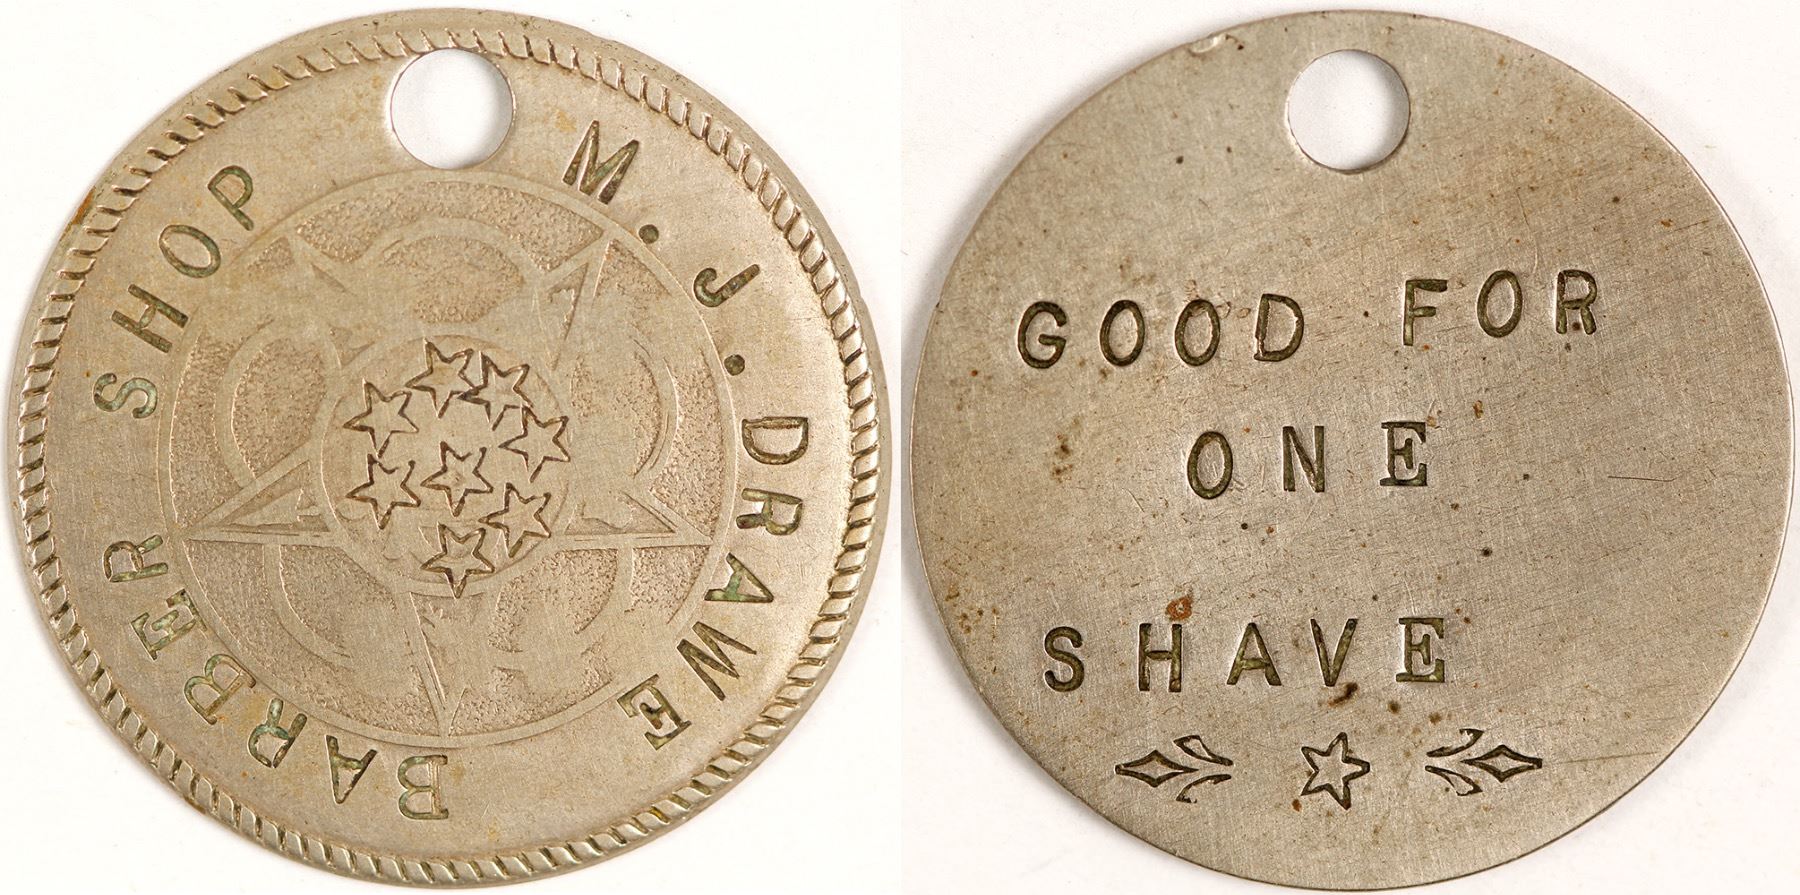 M. J. DRAWE BARBER SHOP
GOOD FOR
ONE
SHAVE